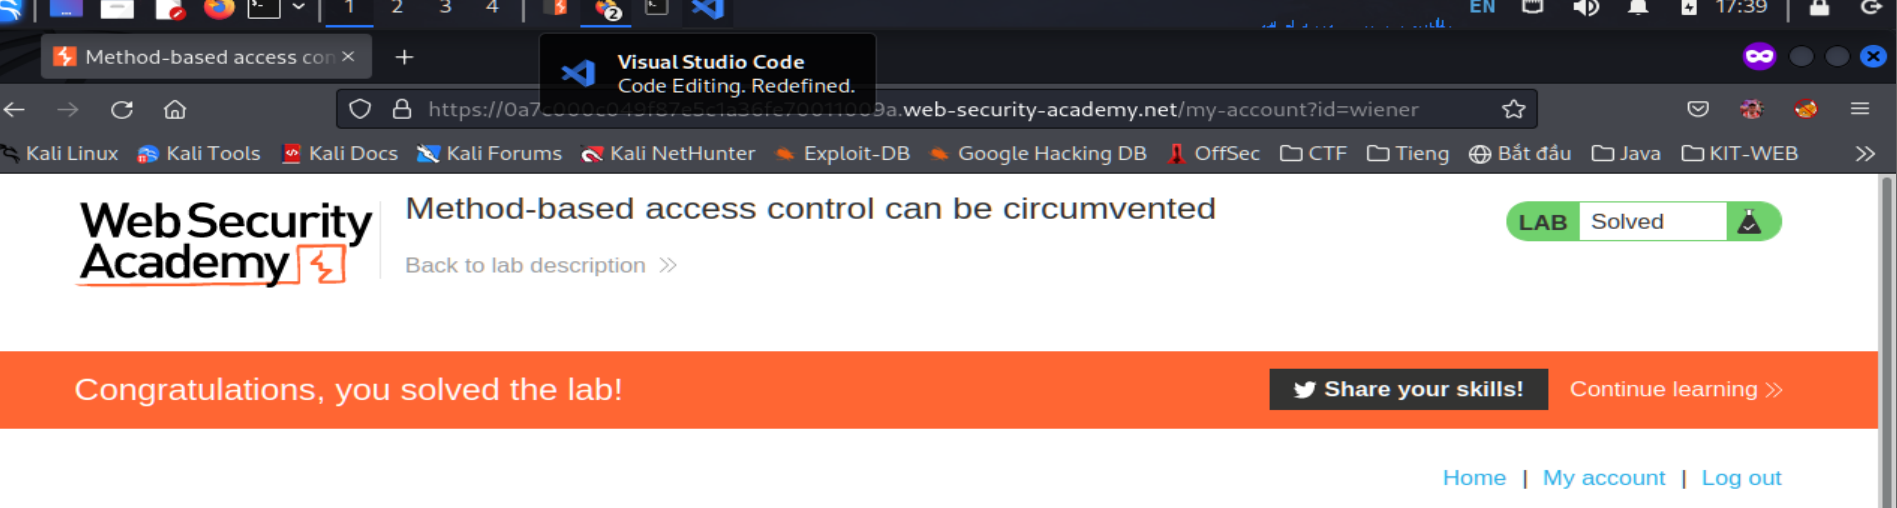 1 2 3 4 2 EN 17:39
Method-based access con
Visual Studio Code
Code Editing. Redefined.
https://0a7c000c049f87e5c1a36fe70011009a.web-security-academy.net/my-account?id=wiener
Kali Linux Kali Tools Kali Docs Kali Forums Kali NetHunter Exploit-DB Google Hacking DB OffSec CTF Tieng Bắt đầu Java KIT-WEB
Web Security
Academy
Method-based access control can be circumvented
Back to lab description
LAB Solved
Congratulations, you solved the lab!
Share your skills!
Continue learning
Home | My account | Log out